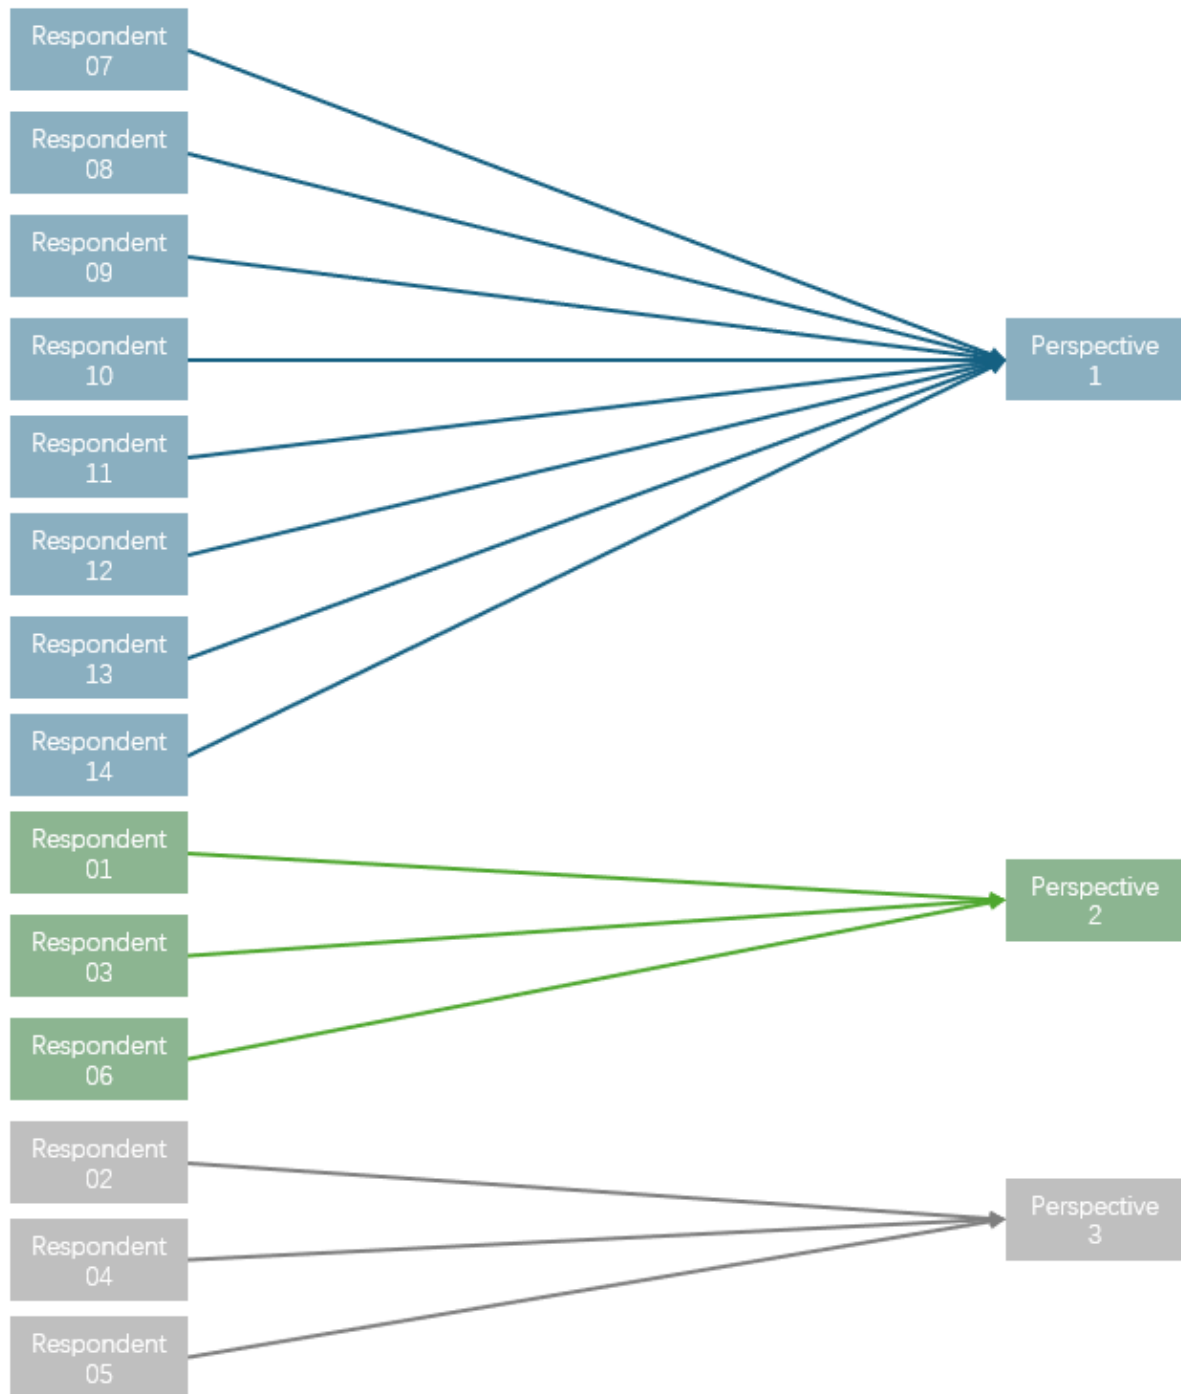 Respondent
07
Respondent
08
Respondent
09
Respondent
10
Perspective
1
Respondent
11
Respondent
12
Respondent
13
Respondent
14
Respondent
01
Perspective
2
Respondent
03
Respondent
06
Respondent
02
Perspective
3
Respondent
04
Respondent
05